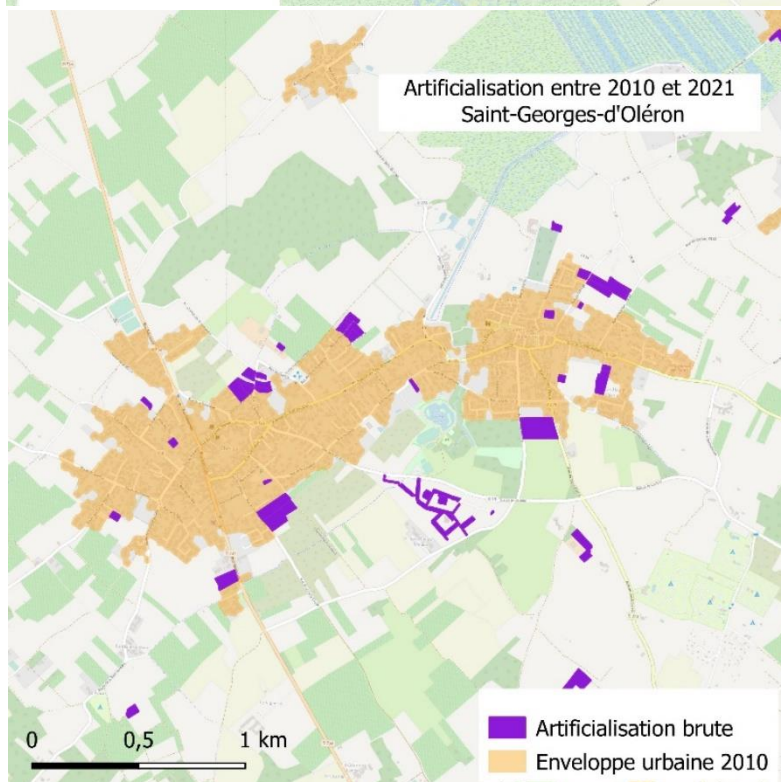 Artificialisation entre 2010 et 2021
Saint-Georges-d'Oléron
0 0,5 1 km
Artificialisation brute
Enveloppe urbaine 2010